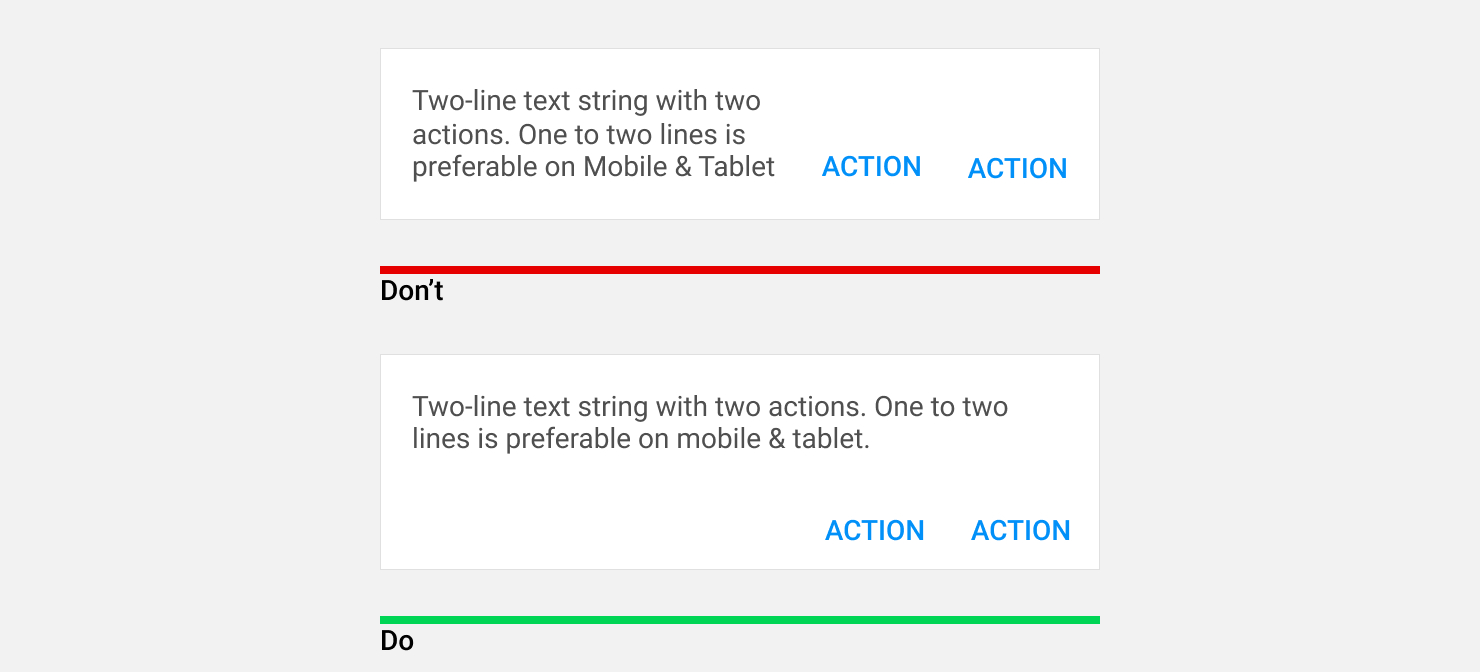 Two-line text string with two
actions. One to two lines is
preferable on Mobile & Tablet
ACTION ACTION
Don’t
Two-line text string with two actions. One to two
lines is preferable on mobile & tablet.
ACTION ACTION
Do